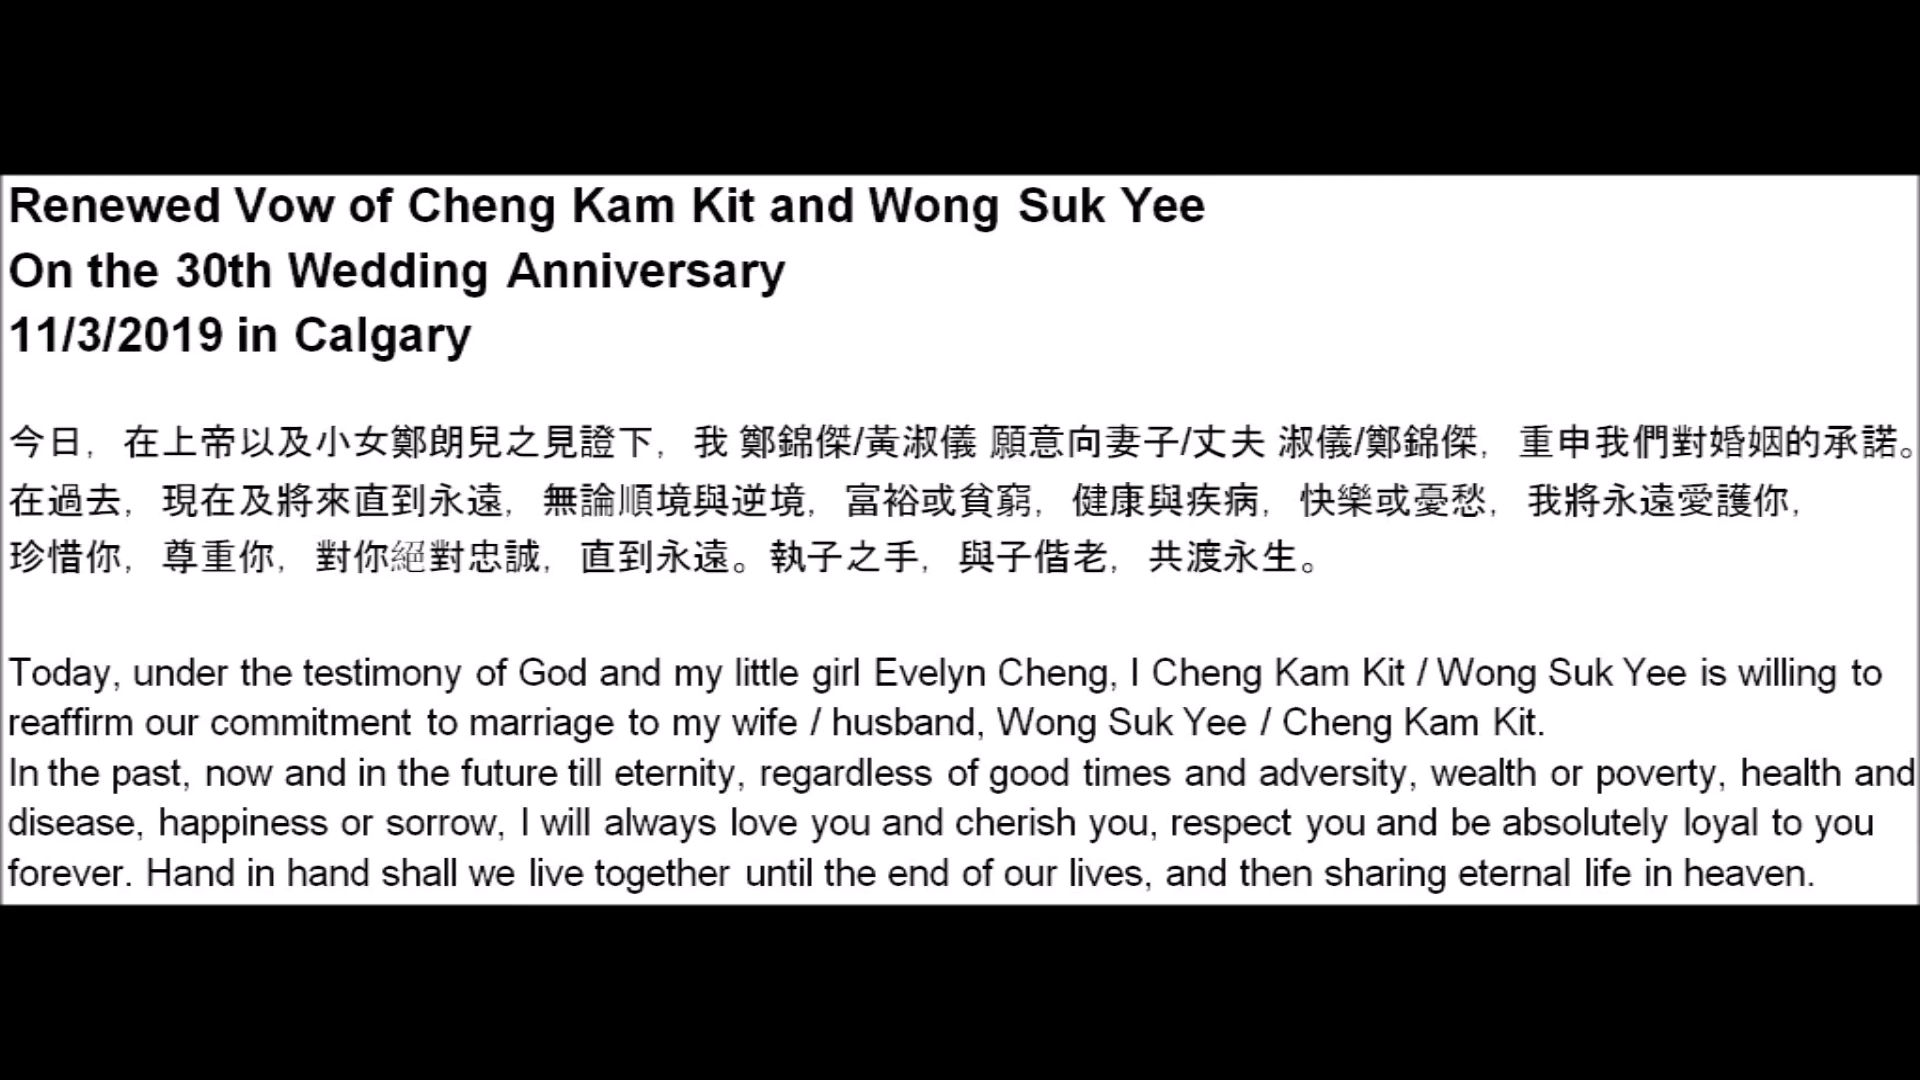 Renewed Vow of Cheng Kam Kit and Wong Suk Yee
On the 30th Wedding Anniversary
11/3/2019 in Calgary
今日，在上帝以及小女鄭朗兒之見證下，我 鄭錦傑/黃淑儀 願意向妻子/丈夫 淑儀/鄭錦傑，重申我們對婚姻的承諾。
在過去，現在及將來直到永遠，無論順境與逆境，富裕或貧窮，健康與疾病，快樂或憂愁，我將永遠愛護你，
珍惜你，尊重你，對你絕對忠誠，直到永遠。執子之手，與子偕老，共渡永生。
Today, under the testimony of God and my little girl Evelyn Cheng, I Cheng Kam Kit / Wong Suk Yee is willing to
reaffirm our commitment to marriage to my wife / husband, Wong Suk Yee / Cheng Kam Kit.
In the past, now and in the future till eternity, regardless of good times and adversity, wealth or poverty, health and
disease, happiness or sorrow, I will always love you and cherish you, respect you and be absolutely loyal to you
forever. Hand in hand shall we live together until the end of our lives, and then sharing eternal life in heaven.